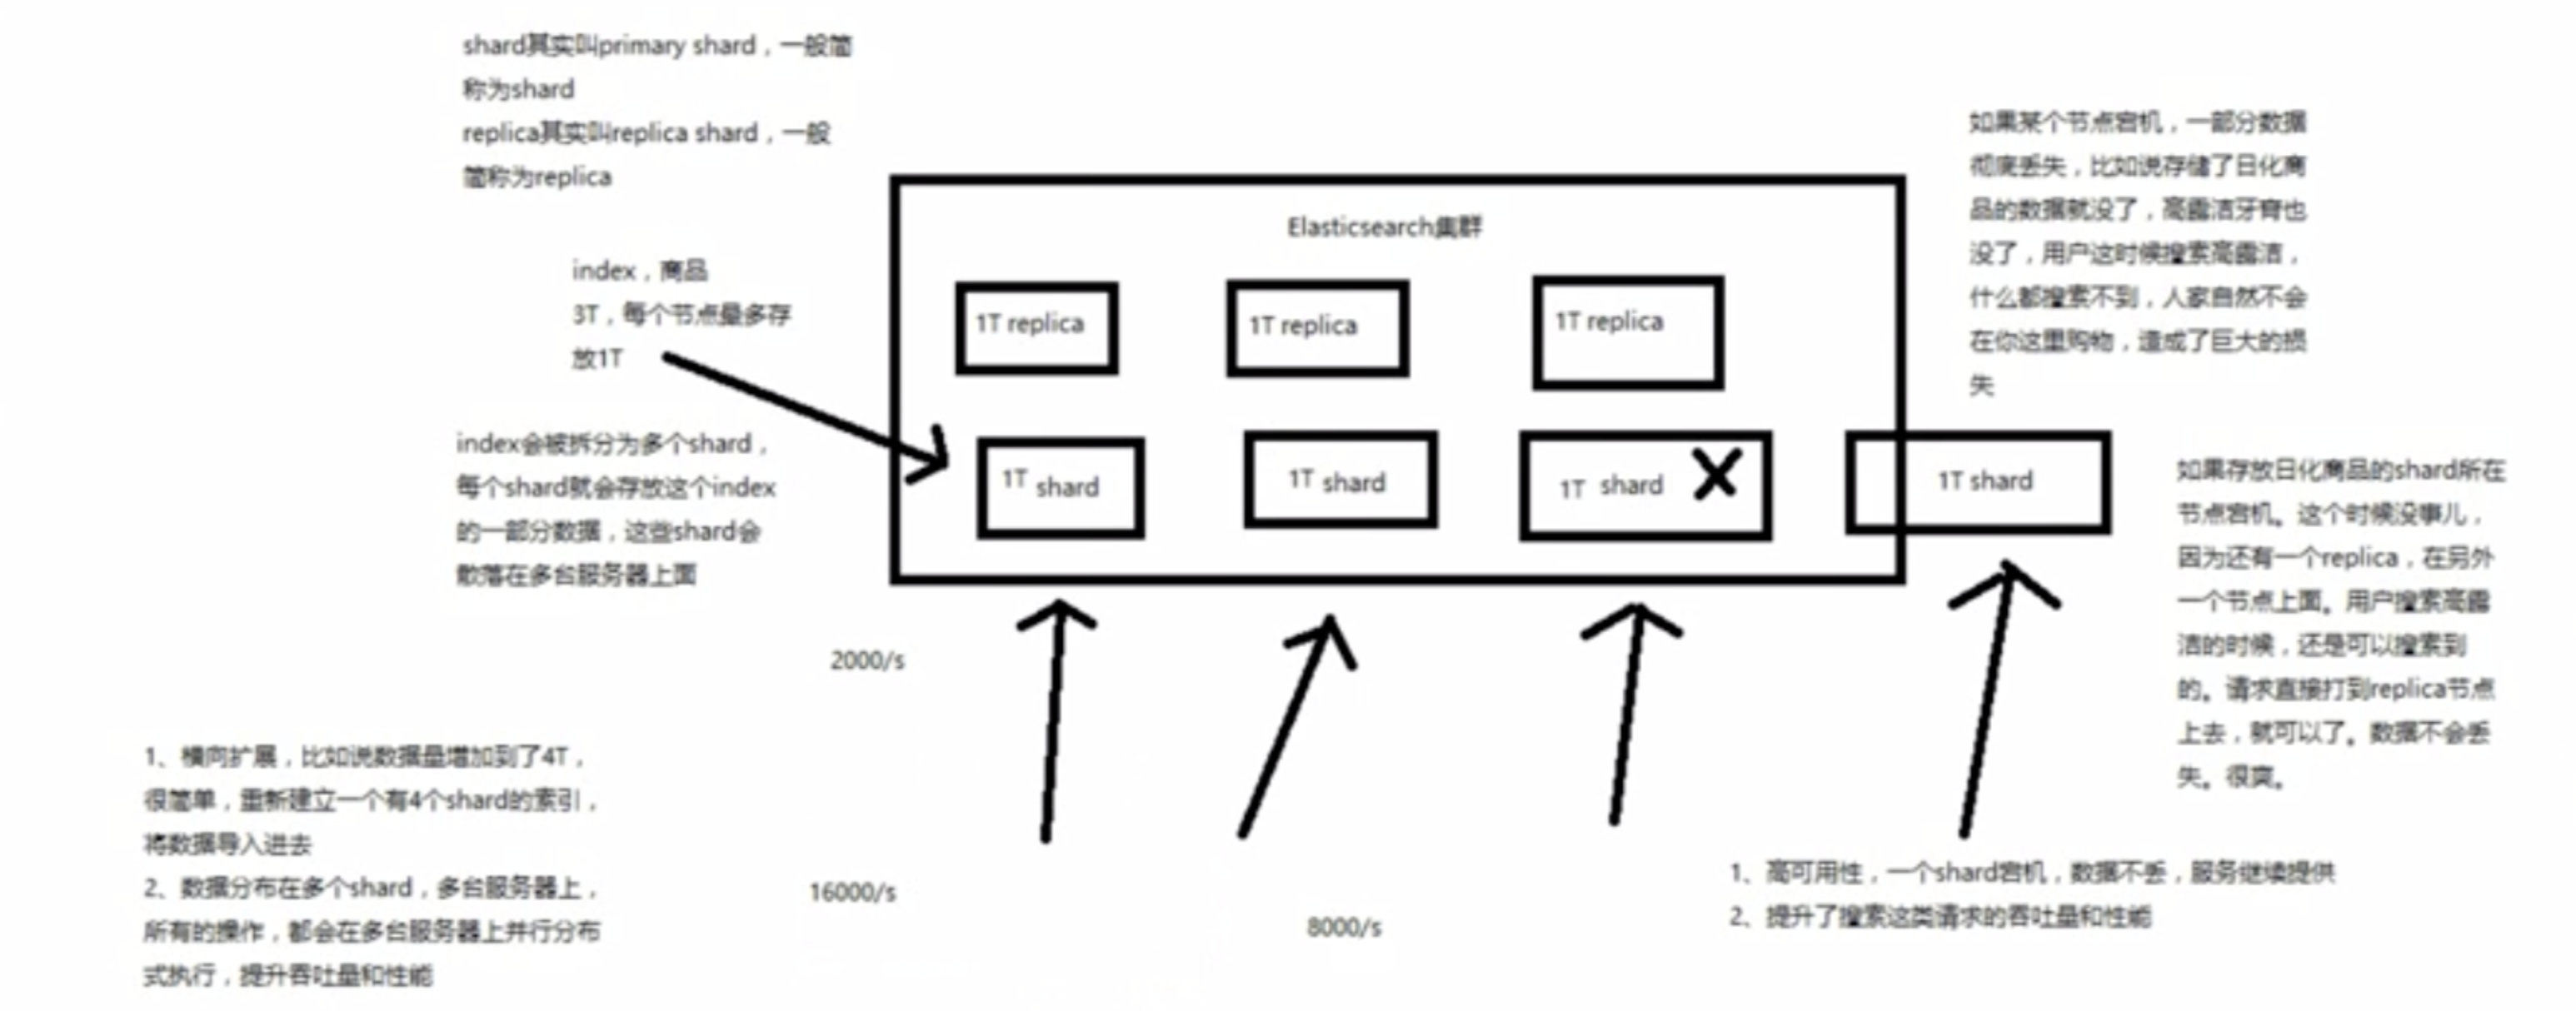 shard其实叫primary shard，一般简
称为shard
replica其实叫replica shard，一般
简称为replica
index，商品
3T，每个节点最多存
放1T
index会被拆分为多个shard，
每个shard就会存放这个index
的一部分数据，这些shard会
散落在多台服务器上面
Elasticsearch集群
1T replica
1T replica
1T replica
1T shard
1T shard
1T shard
1T shard
如果某个节点宕机，一部分数据
彻底丢失，比如说存储了日化商
品的数据就没了，高露洁牙膏也
没了，用户这时候搜索高露洁，
什么都搜索不到，人家自然不会
在你这里购物，造成了巨大的损
失
如果存放日化商品的shard所在
节点宕机。这个时候没事儿，
因为还有一个replica，在另外
一个节点上面。用户搜索高露
洁的时候，还是可以搜索到
的。请求直接打到replica节点
上去，就可以了。数据不会丢
失。很爽。
2000/s
16000/s
8000/s
1、横向扩展，比如说数据量增加到了4T，
很简单，重新建立一个有4个shard的索引，
将数据导入进去
2、数据分布在多个shard，多台服务器上，
所有的操作，都会在多台服务器上并行分布
式执行，提升吞吐量和性能
1、高可用性，一个shard宕机，数据不丢，服务继续提供
2、提升了搜索这类请求的吞吐量和性能